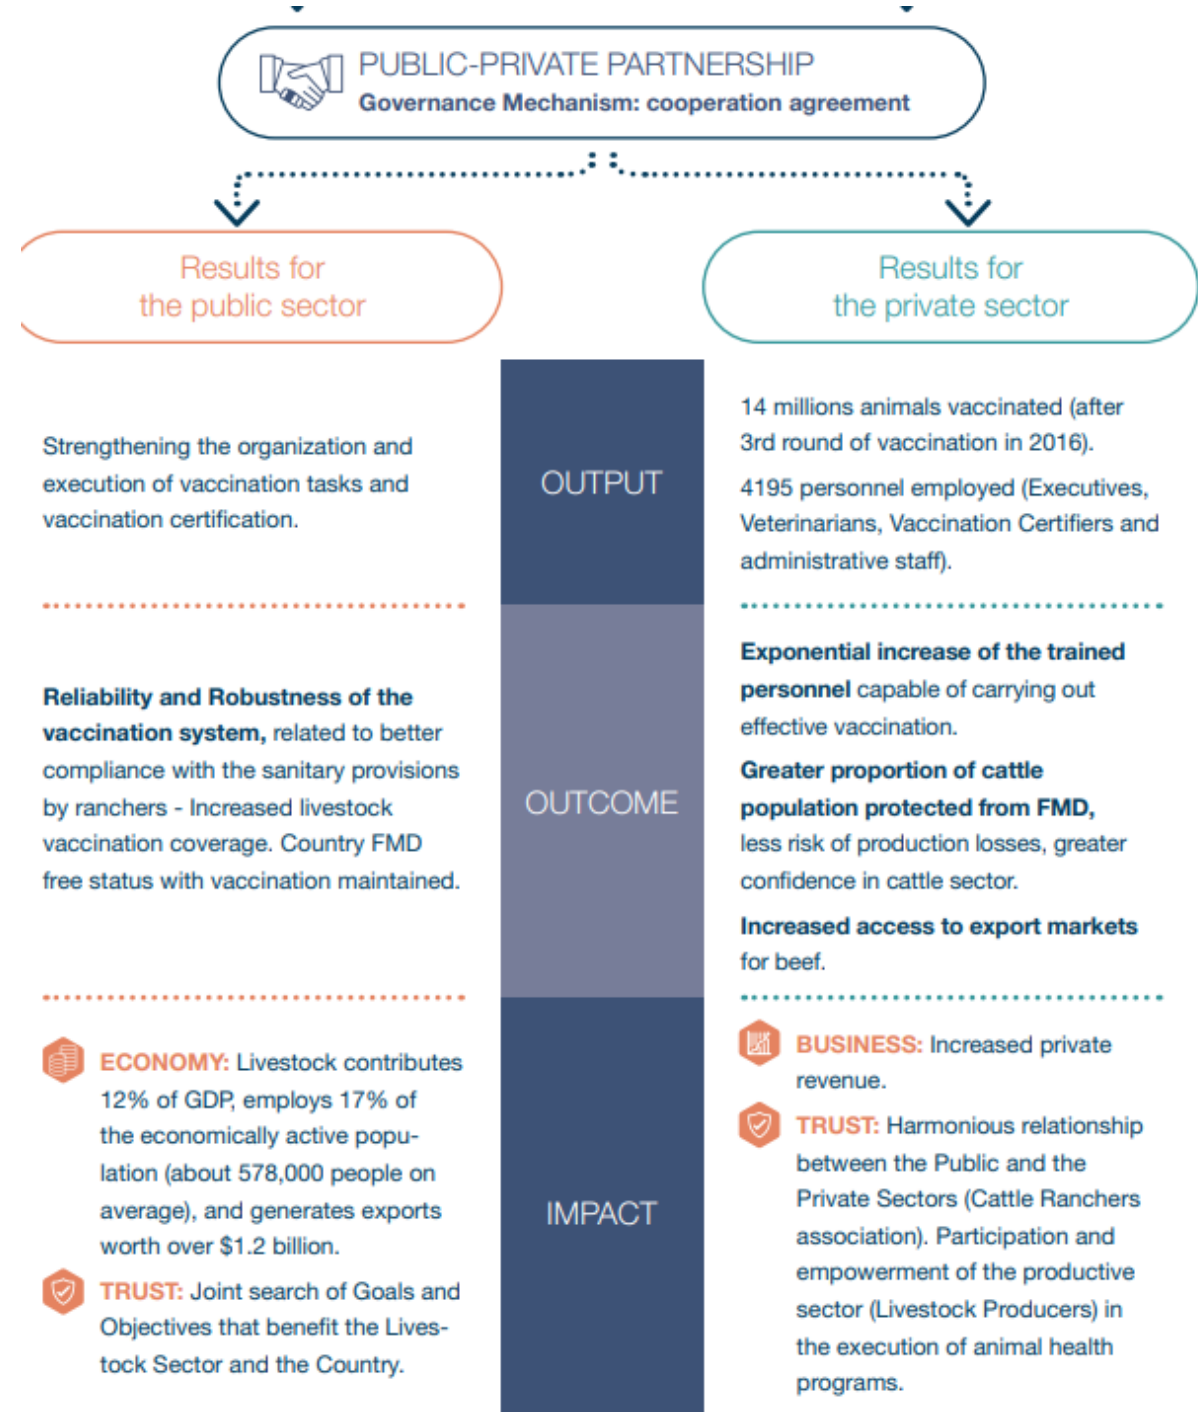 PUBLIC-PRIVATE PARTNERSHIP
Governance Mechanism: cooperation agreement
Results for
the public sector
Results for
the private sector
Strengthening the organization and
execution of vaccination tasks and
vaccination certification.
OUTPUT
14 millions animals vaccinated (after
3rd round of vaccination in 2016).
4195 personnel employed (Executives,
Veterinarians, Vaccination Certifiers and
administrative staff).
Reliability and Robustness of the
vaccination system, related to better
compliance with the sanitary provisions
by ranchers - Increased livestock
vaccination coverage. Country FMD
free status with vaccination maintained.
OUTCOME
Exponential increase of the trained
personnel capable of carrying out
effective vaccination.
Greater proportion of cattle
population protected from FMD,
less risk of production losses, greater
confidence in cattle sector.
Increased access to export markets
for beef.
ECONOMY: Livestock contributes
12% of GDP, employs 17% of
the economically active popu-
lation (about 578,000 people on
average), and generates exports
worth over $1.2 billion.
TRUST: Joint search of Goals and
Objectives that benefit the Lives-
tock Sector and the Country.
IMPACT
BUSINESS: Increased private
revenue.
TRUST: Harmonious relationship
between the Public and the
Private Sectors (Cattle Ranchers
association). Participation and
empowerment of the productive
sector (Livestock Producers) in
the execution of animal health
programs.